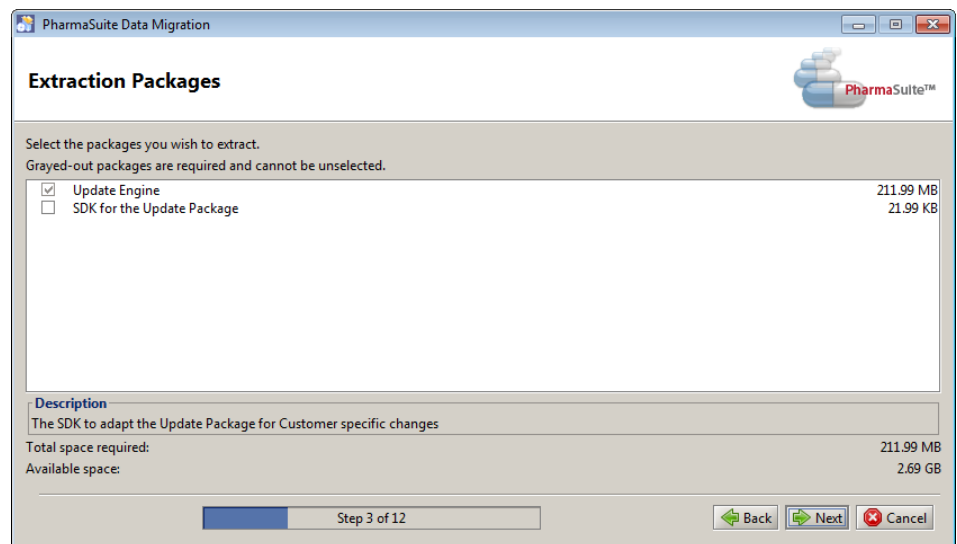 PharmaSuite Data Migration
Extraction Packages
PharmaSuite™
Select the packages you wish to extract.
Grayed-out packages are required and cannot be unselected.
Update Engine 211.99 MB
SDK for the Update Package 21.99 KB
Description
The SDK to adapt the Update Package for Customer specific changes
Total space required: 211.99 MB
Available space: 2.69 GB
Step 3 of 12 Back Next Cancel